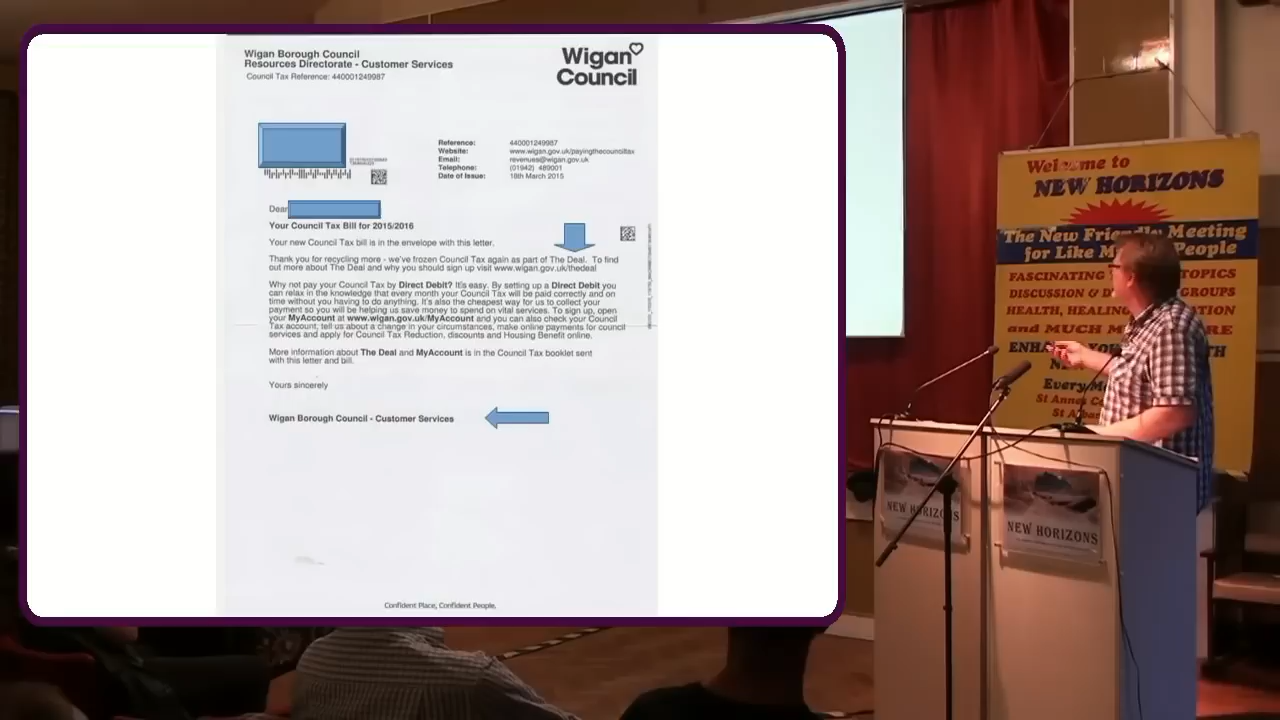 Wigan Borough Council
Resources Directorate - Customer Services
Council Tax Reference: 440001249987
Wigan
Council
Reference: 440001249987
Website: www.wigan.gov.uk/payingthecounciltax
Email: revenues@wigan.gov.uk
Telephone: (01942) 489001
Date of Issue: 18th March 2015
Dear
Your Council Tax Bill for 2015/2016
Your new Council Tax bill is in the envelope with this letter.
Thank you for recycling more - we've frozen Council Tax again as part of The Deal. To find
out more about The Deal and why you should sign up visit www.wigan.gov.uk/thedeal
Why not pay your Council Tax by Direct Debit? It's easy. By setting up a Direct Debit you
can relax in the knowledge that every month your Council Tax will be paid correctly and on
time without you having to do anything. It's also the cheapest way for us to collect your
payment so you will be helping us save money to spend on vital services. To sign up, open
your MyAccount at www.wigan.gov.uk/MyAccount and you can also check your Council
Tax account, tell us about a change in your circumstances, make online payments for council
services and apply for Council Tax Reduction, discounts and Housing Benefit online.
More information about The Deal and MyAccount is in the Council Tax booklet sent
with this letter and bill.
Yours sincerely
Wigan Borough Council - Customer Services
Confident Place, Confident People.
Welcome to
NEW HORIZONS
The New Friendly Meeting
for Like People
FASCINATING TOPICS
DISCUSSION & GROUPS
HEALTH, HEALING
and MUCH
Every
St Annes
NEW HORIZONS
NEW HORIZONS